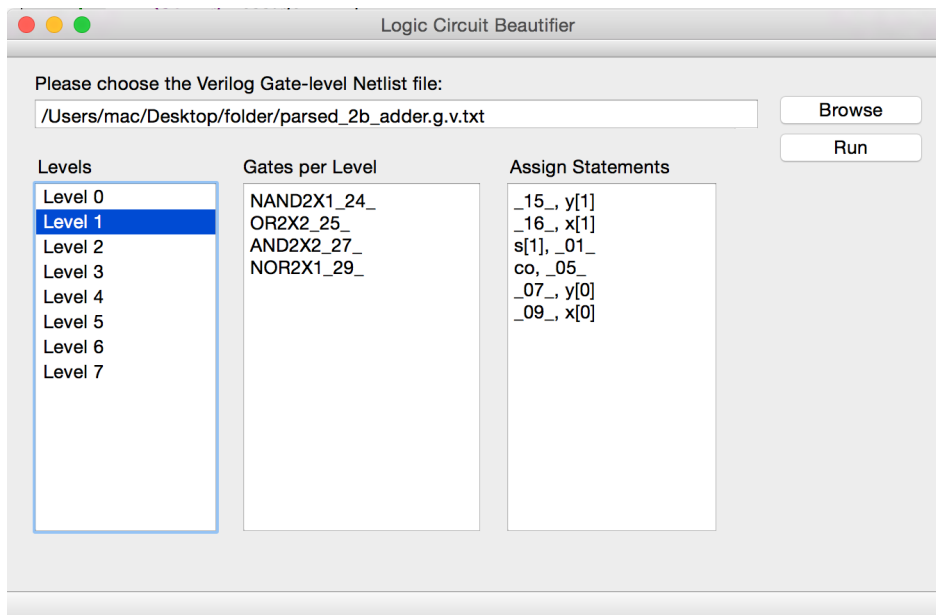 Logic Circuit Beautifier
Please choose the Verilog Gate-level Netlist file:
/Users/mac/Desktop/folder/parsed_2b_adder.g.v.txt
Browse
Run
Levels
Level 0
Level 1
Level 2
Level 3
Level 4
Level 5
Level 6
Level 7
Gates per Level
NAND2X1_24_
OR2X2_25_
AND2X2_27_
NOR2X1_29_
Assign Statements
_15_, y[1]
_16_, x[1]
s[1], _01_
co, _05_
_07_, y[0]
_09_, x[0]